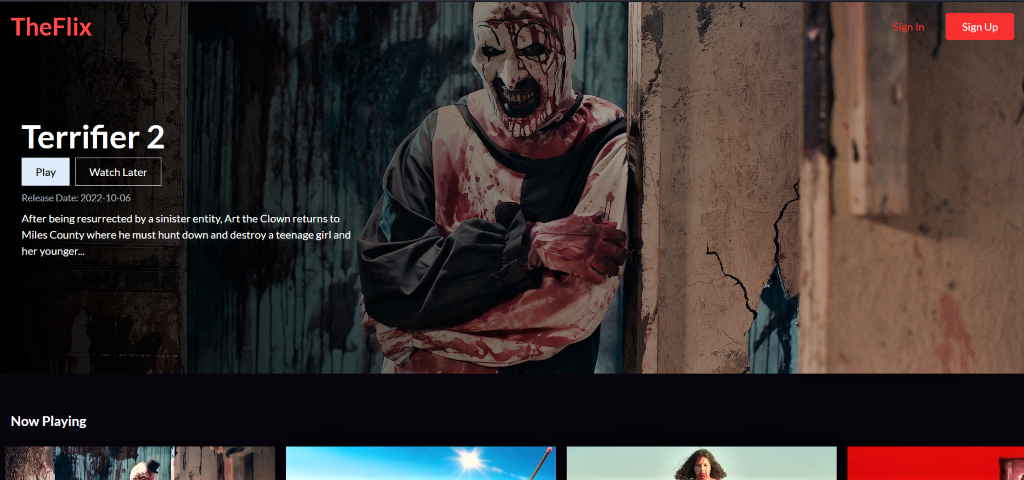 TheFlix
Sign In
Sign Up
Terrifier 2
Play
Watch Later
Release Date: 2022-10-06
After being resurrected by a sinister entity, Art the Clown returns to
Miles County where he must hunt down and destroy a teenage girl and
her younger...
Now Playing